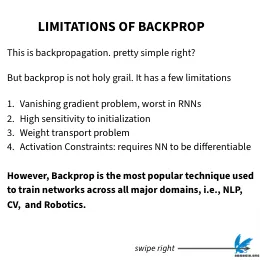 LIMITATIONS OF BACKPROP
This is backpropagation. pretty simple right?
But backprop is not holy grail. It has a few limitations
1. Vanishing gradient problem, worst in RNNs
2. High sensitivity to initialization
3. Weight transport problem
4. Activation Constraints: requires NN to be differentiable
However, Backprop is the most popular technique used
to train networks across all major domains, i.e., NLP,
CV, and Robotics.
swipe right